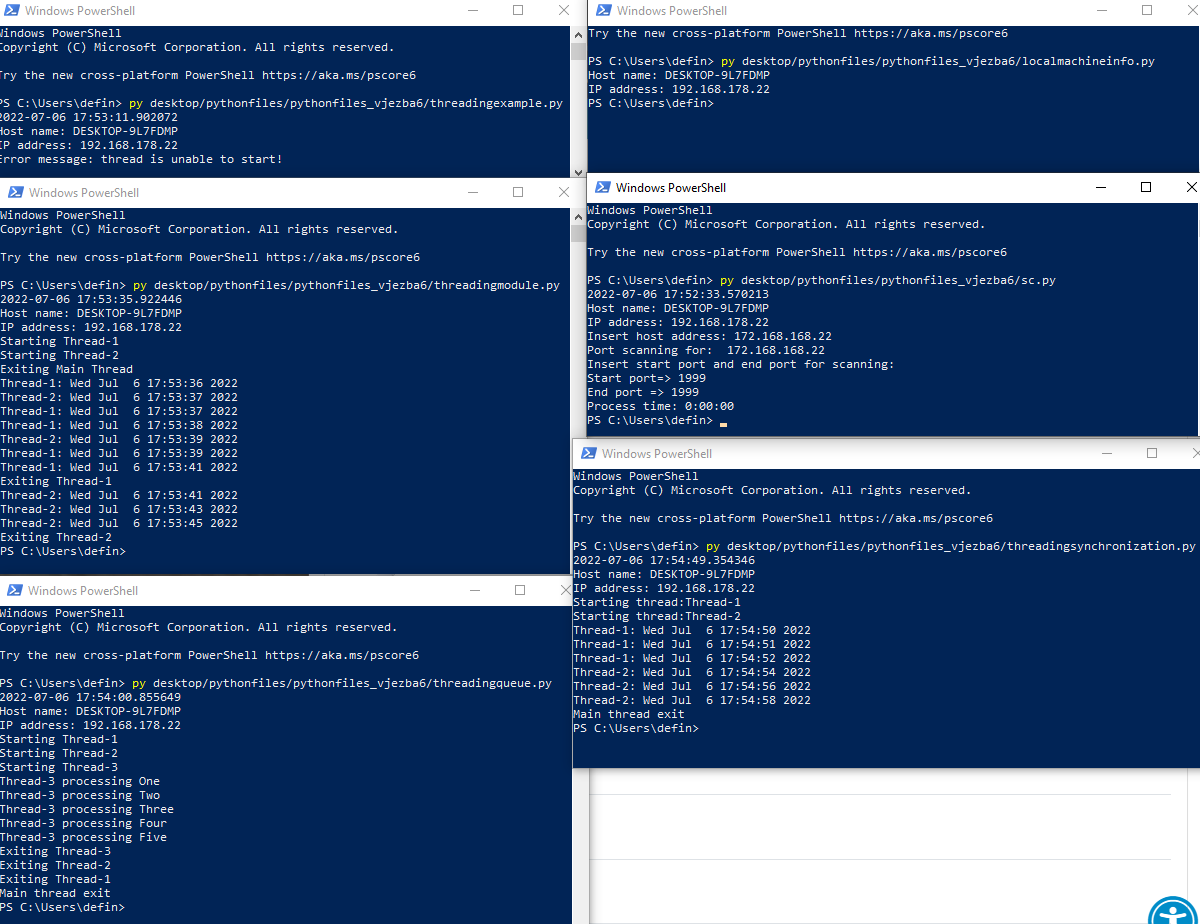 Windows PowerShell
Windows PowerShell
Copyright (C) Microsoft Corporation. All rights reserved.
Try the new cross-platform PowerShell https://aka.ms/pscore6
PS C:\Users\defin> py desktop/pythonfiles/pythonfiles_vjezba6/threadingexample.py
2022-07-06 17:53:11.902072
Host name: DESKTOP-9L7FDMP
IP address: 192.168.178.22
Error message: thread is unable to start!
Windows PowerShell
Try the new cross-platform PowerShell https://aka.ms/pscore6
PS C:\Users\defin> py desktop/pythonfiles/pythonfiles_vjezba6/localmachineinfo.py
Host name: DESKTOP-9L7FDMP
IP address: 192.168.178.22
PS C:\Users\defin>
Windows PowerShell
Windows PowerShell
Copyright (C) Microsoft Corporation. All rights reserved.
Try the new cross-platform PowerShell https://aka.ms/pscore6
PS C:\Users\defin> py desktop/pythonfiles/pythonfiles_vjezba6/threadingmodule.py
2022-07-06 17:53:35.922446
Host name: DESKTOP-9L7FDMP
IP address: 192.168.178.22
Starting Thread-1
Starting Thread-2
Exiting Main Thread
Thread-1: Wed Jul  6 17:53:36 2022
Thread-2: Wed Jul  6 17:53:37 2022
Thread-1: Wed Jul  6 17:53:37 2022
Thread-1: Wed Jul  6 17:53:38 2022
Thread-2: Wed Jul  6 17:53:39 2022
Thread-1: Wed Jul  6 17:53:39 2022
Thread-1: Wed Jul  6 17:53:41 2022
Exiting Thread-1
Thread-2: Wed Jul  6 17:53:41 2022
Thread-2: Wed Jul  6 17:53:43 2022
Thread-2: Wed Jul  6 17:53:45 2022
Exiting Thread-2
PS C:\Users\defin>
Windows PowerShell
Windows PowerShell
Copyright (C) Microsoft Corporation. All rights reserved.
Try the new cross-platform PowerShell https://aka.ms/pscore6
PS C:\Users\defin> py desktop/pythonfiles/pythonfiles_vjezba6/sc.py
2022-07-06 17:52:33.570213
Host name: DESKTOP-9L7FDMP
IP address: 192.168.178.22
Insert host address: 172.168.168.22
Port scanning for:  172.168.168.22
Insert start port and end port for scanning:
Start port=> 1999
End port => 1999
Process time: 0:00:00
PS C:\Users\defin>
Windows PowerShell
Windows PowerShell
Copyright (C) Microsoft Corporation. All rights reserved.
Try the new cross-platform PowerShell https://aka.ms/pscore6
PS C:\Users\defin> py desktop/pythonfiles/pythonfiles_vjezba6/threadingsynchronization.py
2022-07-06 17:54:49.354346
Host name: DESKTOP-9L7FDMP
IP address: 192.168.178.22
Starting thread:Thread-1
Starting thread:Thread-2
Thread-1: Wed Jul  6 17:54:50 2022
Thread-1: Wed Jul  6 17:54:51 2022
Thread-1: Wed Jul  6 17:54:52 2022
Thread-2: Wed Jul  6 17:54:54 2022
Thread-2: Wed Jul  6 17:54:56 2022
Thread-2: Wed Jul  6 17:54:58 2022
Main thread exit
PS C:\Users\defin>
Windows PowerShell
Windows PowerShell
Copyright (C) Microsoft Corporation. All rights reserved.
Try the new cross-platform PowerShell https://aka.ms/pscore6
PS C:\Users\defin> py desktop/pythonfiles/pythonfiles_vjezba6/threadingqueue.py
2022-07-06 17:54:00.855649
Host name: DESKTOP-9L7FDMP
IP address: 192.168.178.22
Starting Thread-1
Starting Thread-2
Starting Thread-3
Thread-3 processing One
Thread-3 processing Two
Thread-3 processing Three
Thread-3 processing Four
Thread-3 processing Five
Exiting Thread-3
Exiting Thread-2
Exiting Thread-1
Main thread exit
PS C:\Users\defin>